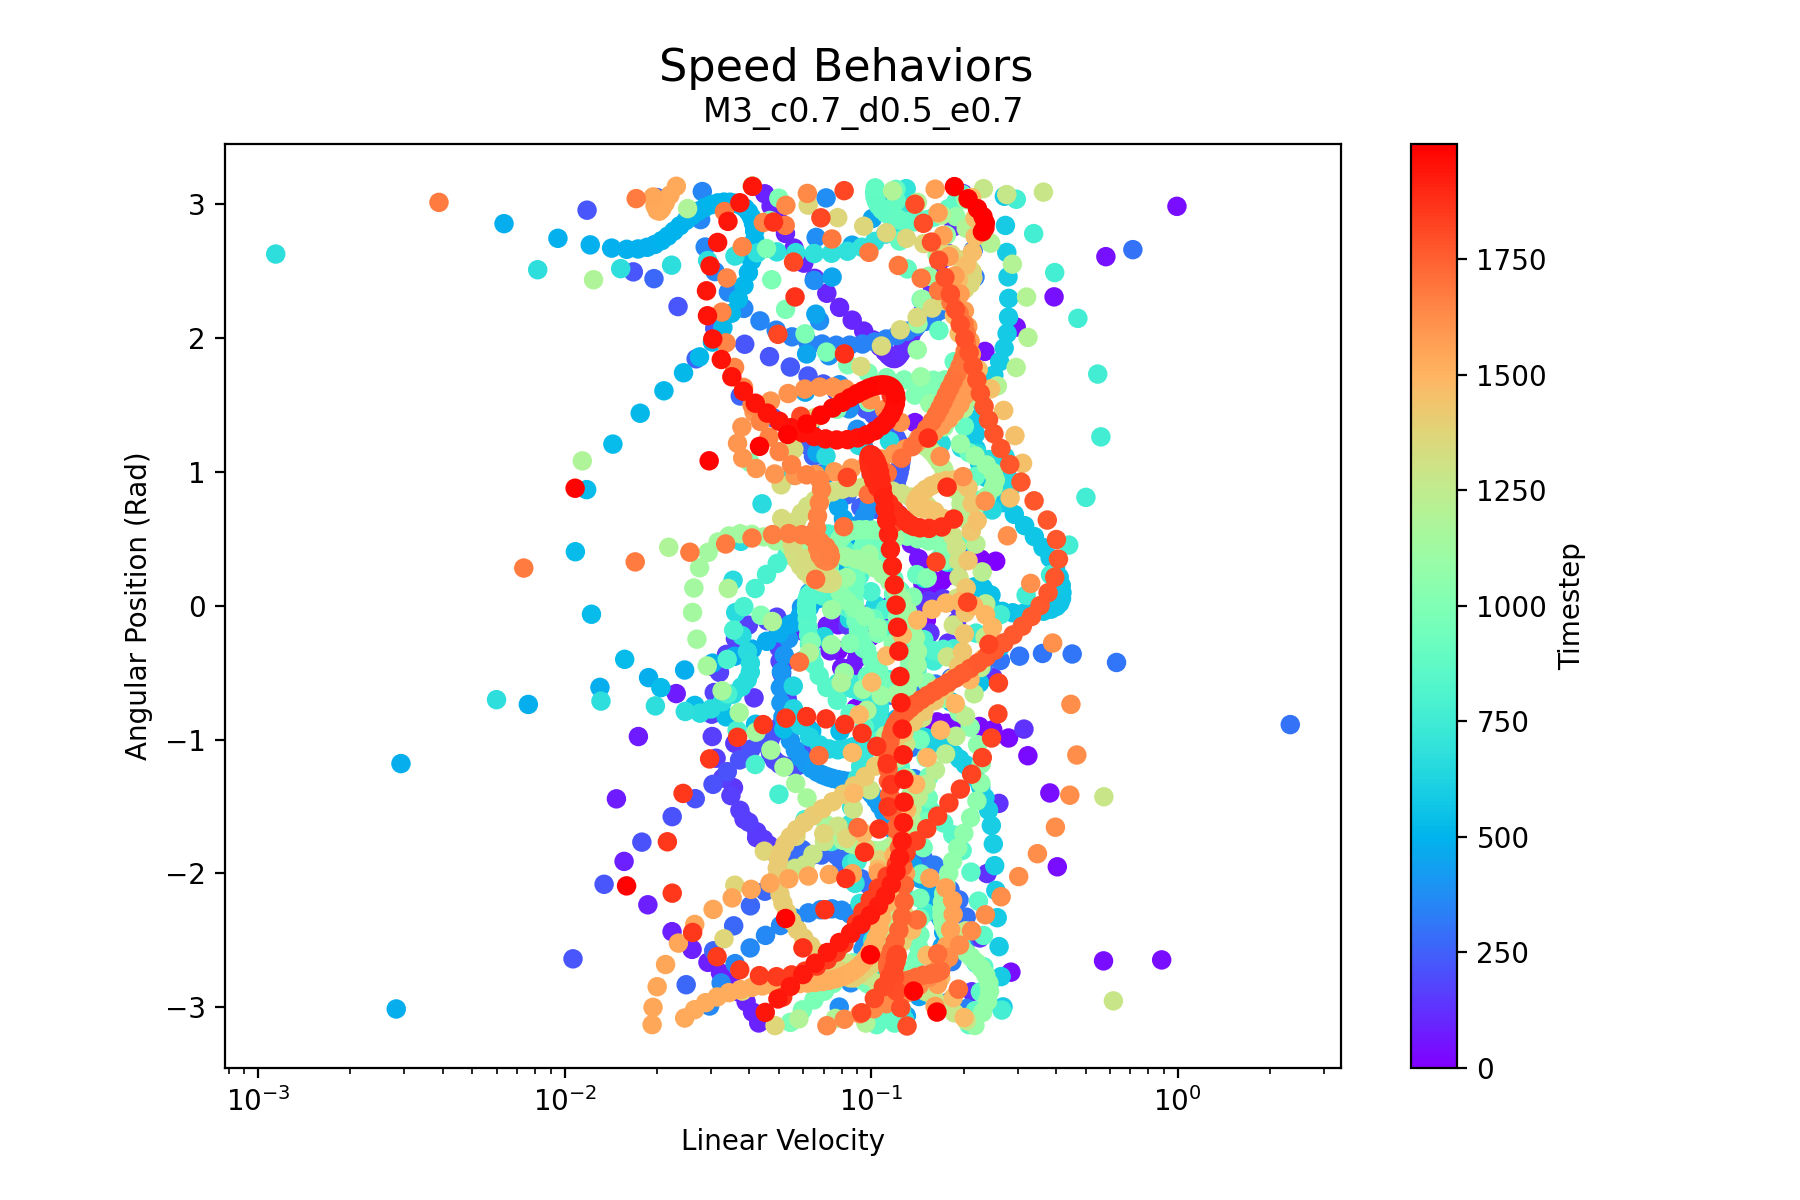 Speed Behaviors
M3_c0.7_d0.5_e0.7
3
2
1
0
−1
−2
−3
Angular Position (Rad)
10⁻³ 10⁻² 10⁻¹ 10⁰
Linear Velocity
1750
1500
1250
1000
750
500
250
0
Timestep